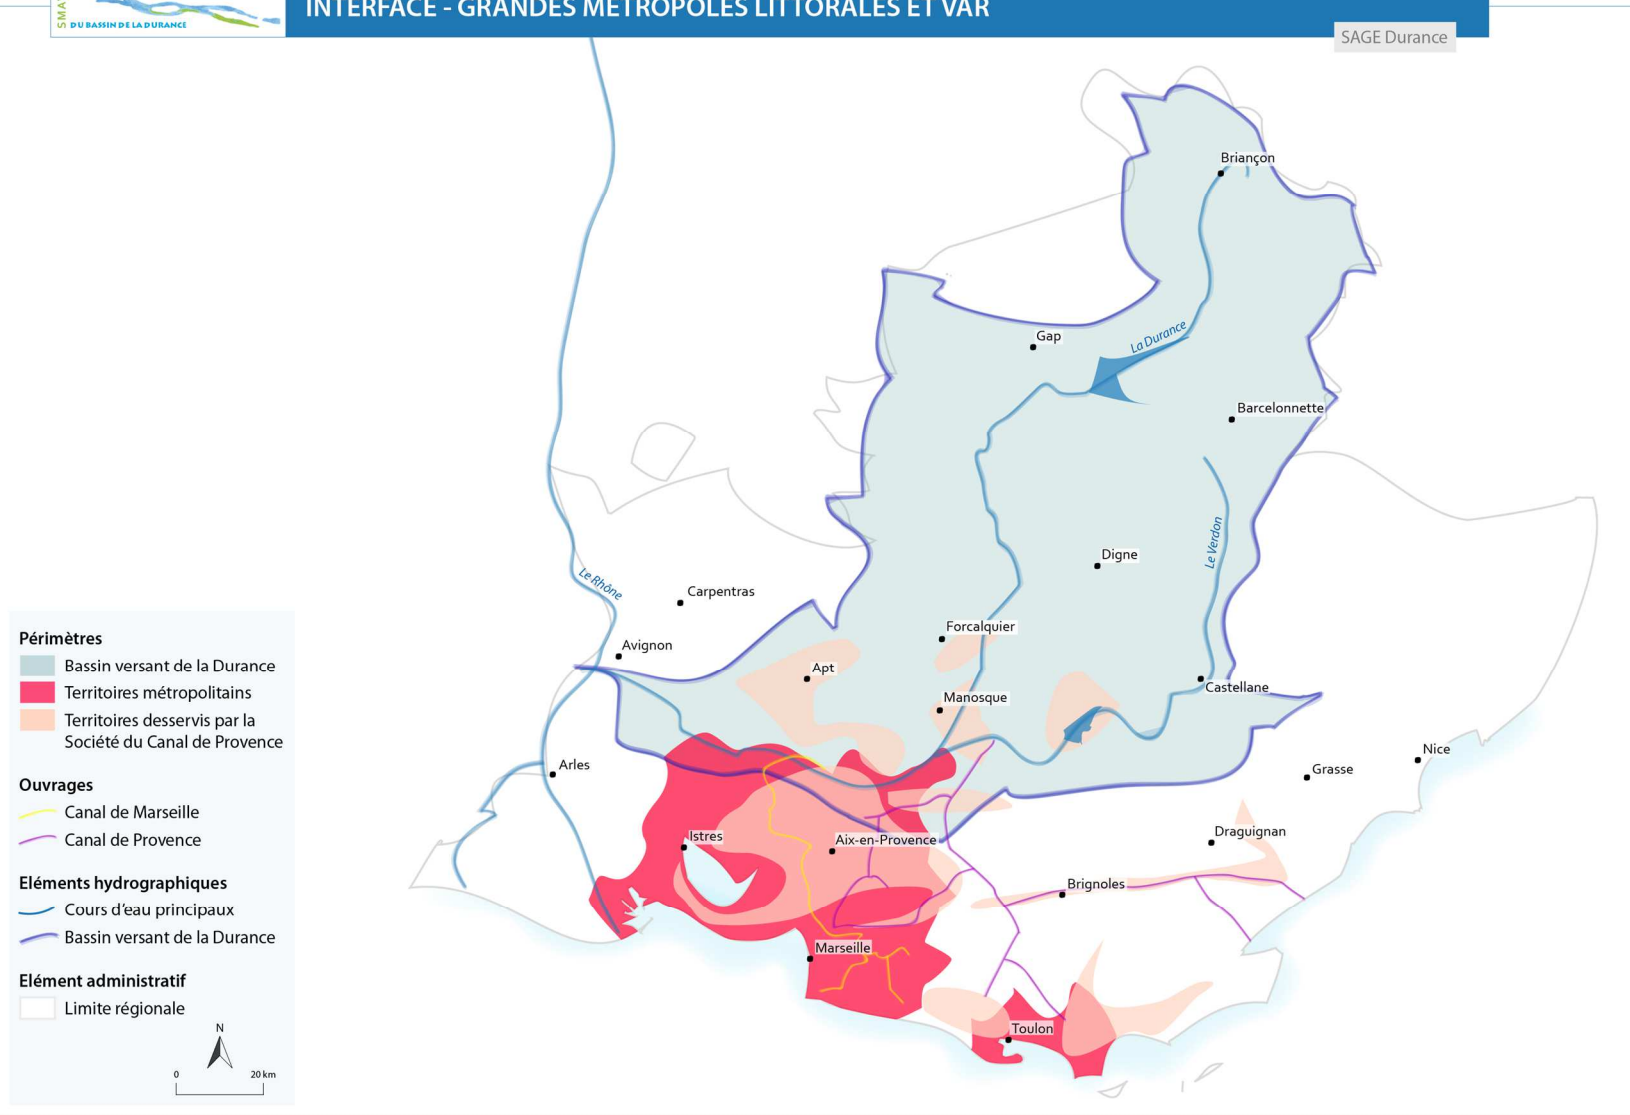 INTERFACE - GRANDES MÉTROPOLES LITTORALES ET VAR
SMA
DU BASSIN DE LA DURANCE
SAGE Durance
Briançon
Gap
La Durance
Barcelonnette
Le Verdon
Digne
Le Rhône
Carpentras
Forcalquier
Avignon
Apt
Castellane
Manosque
Nice
Arles
Grasse
Istres
Aix-en-Provence
Draguignan
Brignoles
Marseille
Toulon
Périmètres
Bassin versant de la Durance
Territoires métropolitains
Territoires desservis par la
Société du Canal de Provence
Ouvrages
Canal de Marseille
Canal de Provence
Eléments hydrographiques
Cours d'eau principaux
Bassin versant de la Durance
Elément administratif
Limite régionale
N
0 20 km